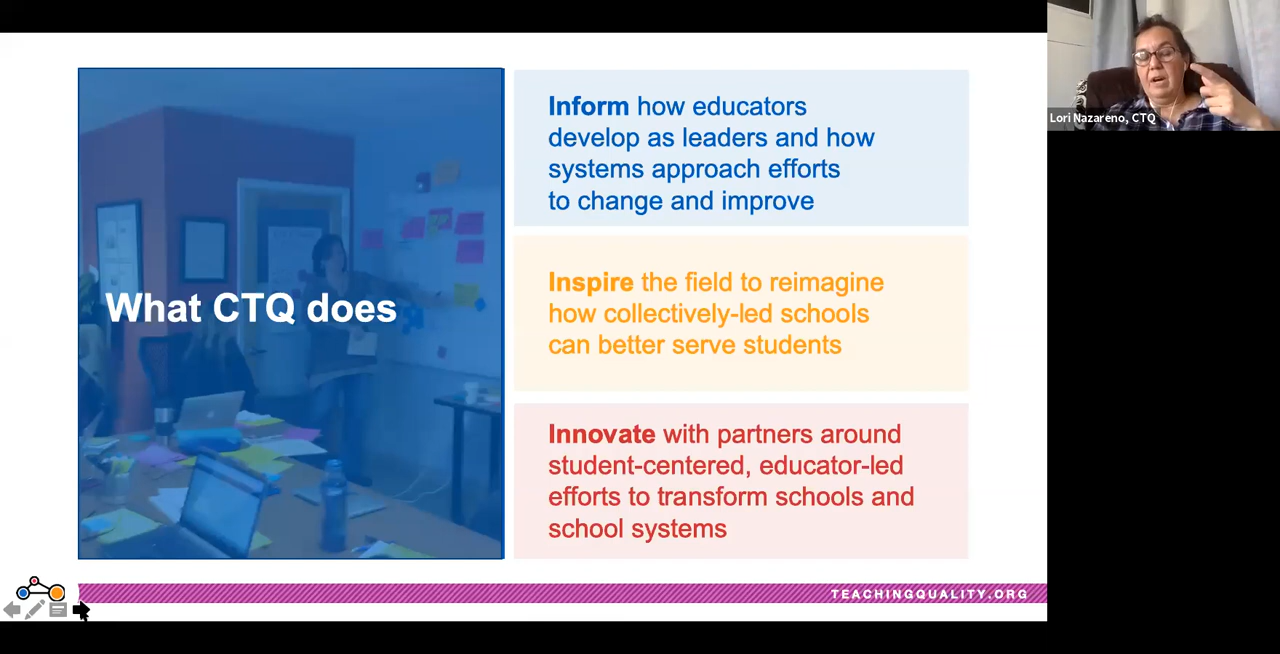 What CTQ does
Inform how educators
develop as leaders and how
systems approach efforts
to change and improve
Inspire the field to reimagine
how collectively-led schools
can better serve students
Innovate with partners around
student-centered, educator-led
efforts to transform schools and
school systems
TEACHINGQUALITY.ORG
Lori Nazareno, CTQ